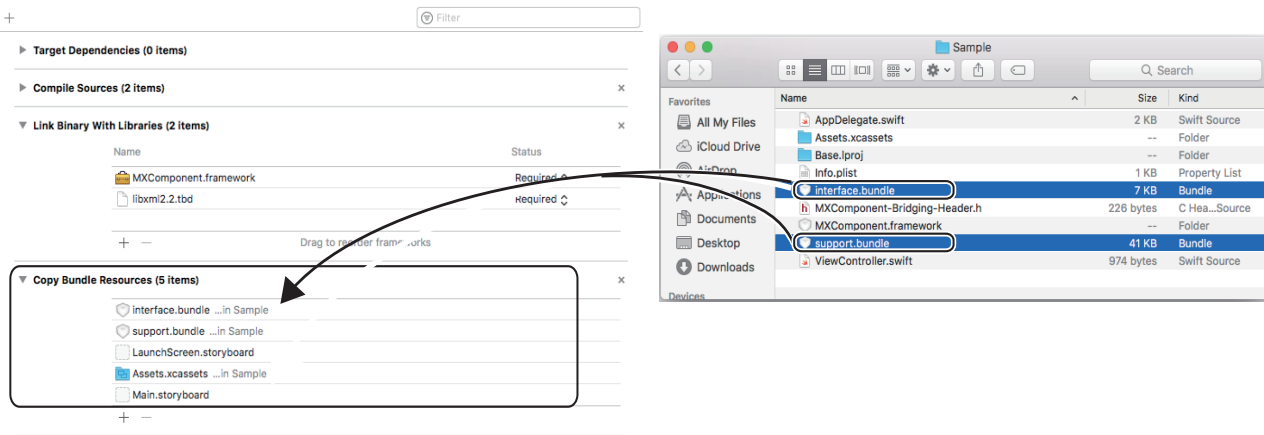 Filter
Target Dependencies (0 items)
Compile Sources (2 items)
Link Binary With Libraries (2 items)
Name Status
MXComponent.framework Required
libxml2.2.tbd Required
Drag to reorder frameworks
Copy Bundle Resources (5 items)
interface.bundle ...in Sample
support.bundle ...in Sample
LaunchScreen.storyboard
Assets.xcassets ...in Sample
Main.storyboard
Sample
Search
Favorites
All My Files
iCloud Drive
AirDrop
Applications
Documents
Desktop
Downloads
Devices
Name Size Kind
AppDelegate.swift 2 KB Swift Source
Assets.xcassets -- Folder
Base.lproj -- Folder
Info.plist 1 KB Property List
interface.bundle 7 KB Bundle
MXComponent-Bridging-Header.h 226 bytes C Hea...Source
MXComponent.framework -- Folder
support.bundle 41 KB Bundle
ViewController.swift 974 bytes Swift Source